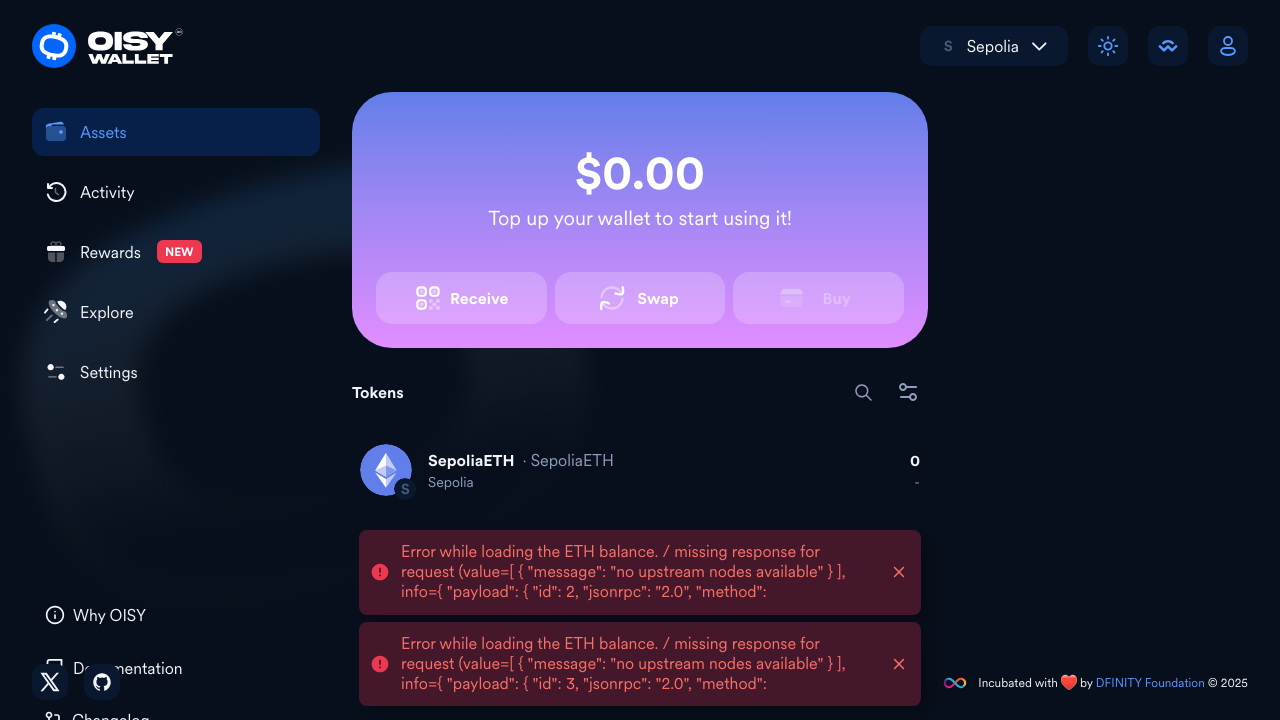 OISY
WALLET
S Sepolia
Assets
Activity
Rewards NEW
Explore
Settings
$0.00
Top up your wallet to start using it!
Receive Swap Buy
Tokens
SepoliaETH · SepoliaETH 0
Sepolia -
S
Error while loading the ETH balance. / missing response for
request (value=[ { "message": "no upstream nodes available" } ],
info={ "payload": { "id": 2, "jsonrpc": "2.0", "method":
Error while loading the ETH balance. / missing response for
request (value=[ { "message": "no upstream nodes available" } ],
info={ "payload": { "id": 3, "jsonrpc": "2.0", "method":
Why OISY
Changelog
Incubated with ❤️ by DFINITY Foundation © 2025